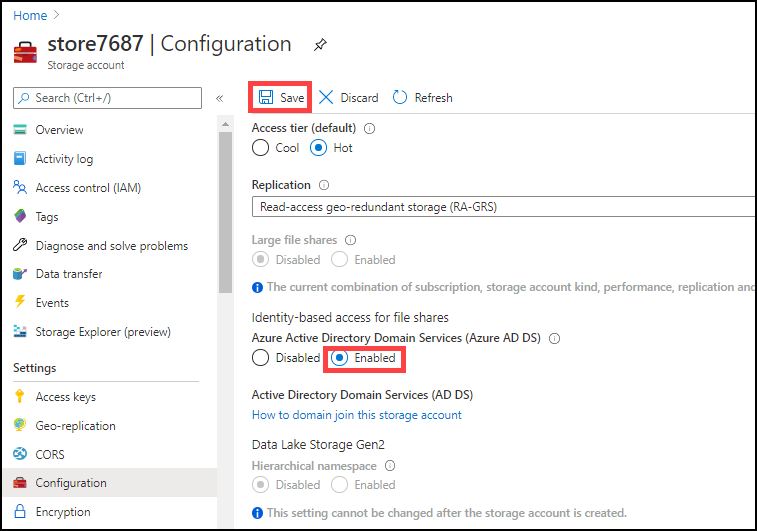 Home >
store7687 | Configuration
Storage account
Search (Ctrl+/)
«
Overview
Activity log
Access control (IAM)
Tags
Diagnose and solve problems
Data transfer
Events
Storage Explorer (preview)
Settings
Access keys
Geo-replication
CORS
Configuration
Encryption
Save Discard Refresh
Access tier (default)
Cool Hot
Replication
Read-access geo-redundant storage (RA-GRS)
Large file shares
Disabled Enabled
The current combination of subscription, storage account kind, performance, replication and
Identity-based access for file shares
Azure Active Directory Domain Services (Azure AD DS)
Disabled Enabled
Active Directory Domain Services (AD DS)
How to domain join this storage account
Data Lake Storage Gen2
Hierarchical namespace
Disabled Enabled
This setting cannot be changed after the storage account is created.